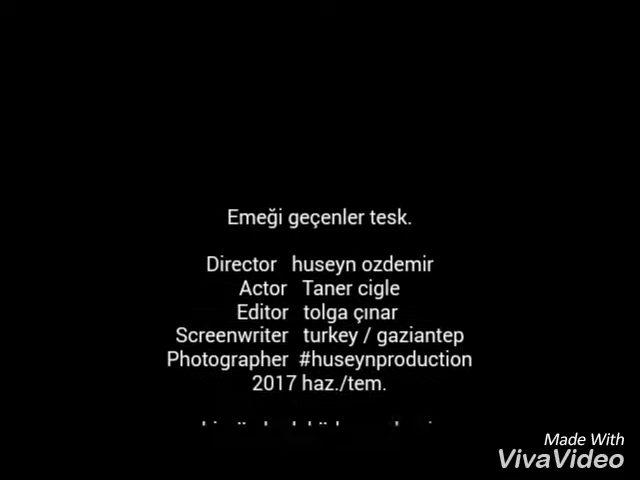 Emeği geçenler tesk.
Director huseyn ozdemir
Actor Taner cigle
Editor tolga çınar
Screenwriter turkey / gaziantep
Photographer #huseynproduction
2017 haz./tem.
Made With
VivaVideo